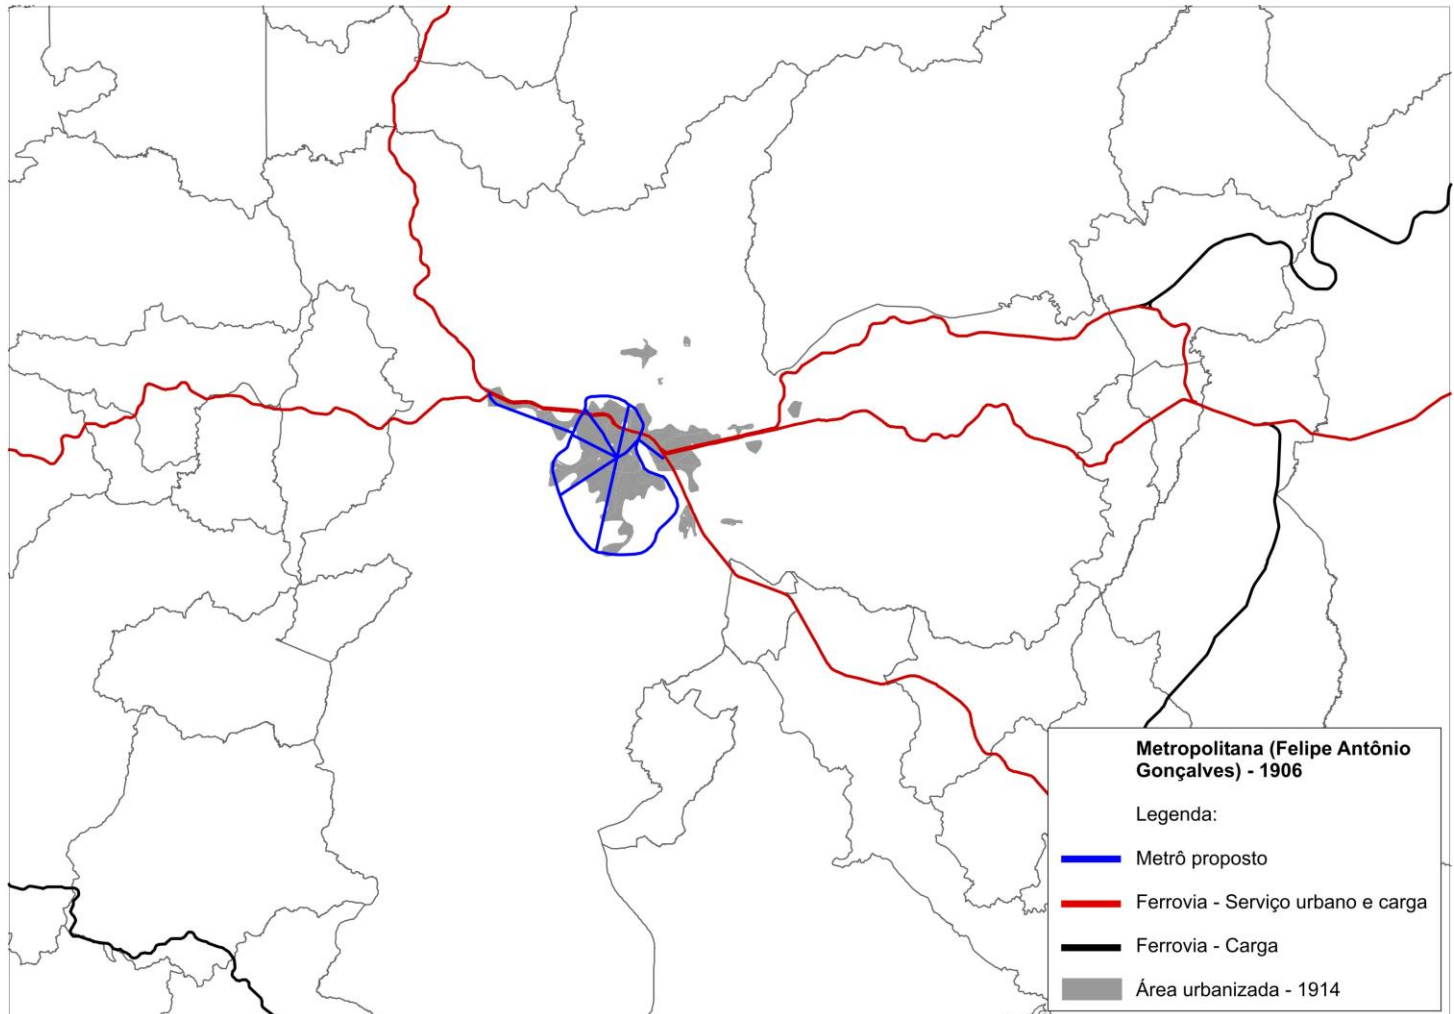 Metropolitana (Felipe Antônio
Gonçalves) - 1906
Legenda:
Metrô proposto
Ferrovia - Serviço urbano e carga
Ferrovia - Carga
Área urbanizada - 1914